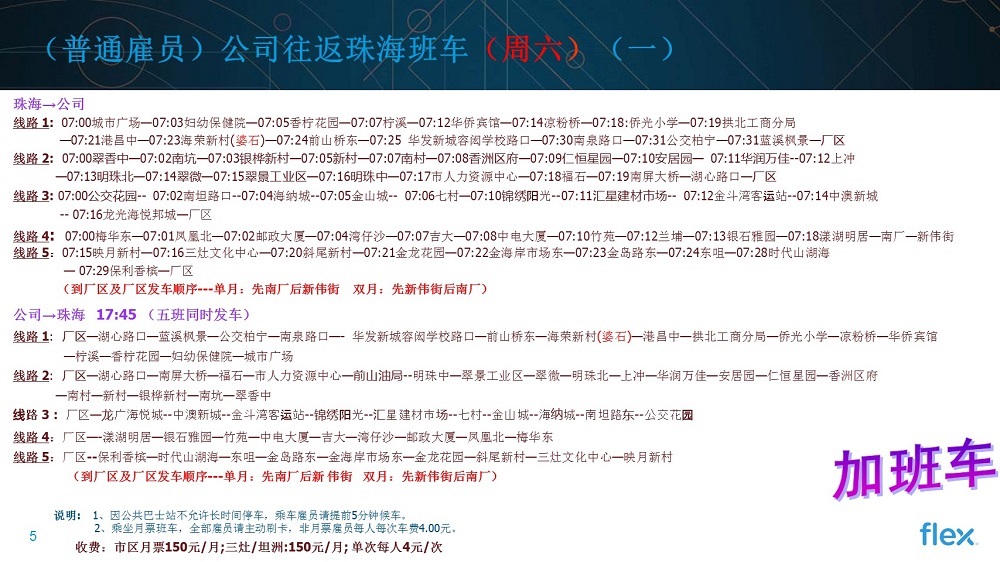 （普通雇员）公司往返珠海班车（周六）（一）
珠海→公司
线路 1: 07:00城市广场—07:03妇幼保健院—07:05香柠花园—07:07柠溪—07:12华侨宾馆—07:14凉粉桥—07:18:侨光小学—07:19拱北工商分局
—07:21港昌中—07:23海荣新村(婆石)—07:24前山桥东—07:25 华发新城容闳学校路口—07:30南泉路口—07:31公交柏宁—07:31蓝溪枫景—厂区
线路 2: 07:00翠香中—07:02南坑—07:03银桦新村—07:05新村—07:07南村—07:08香洲区府—07:09仁恒星园—07:10安居园— 07:11华润万佳--07:12上冲
—07:13明珠北—07:14翠微—07:15翠景工业区—07:16明珠中—07:17市人力资源中心—07:18福石—07:19南屏大桥—湖心路口—厂区
线路 3: 07:00公交花园-- 07:02南坦路口--07:04海纳城--07:05金山城-- 07:06七村—07:10锦绣阳光--07:11汇星建材市场-- 07:12金斗湾客运站--07:14中澳新城
-- 07:16龙光海悦邦城—厂区
线路 4: 07:00梅华东—07:01凤凰北—07:02邮政大厦—07:04湾仔沙—07:07吉大—07:08中电大厦—07:10竹苑—07:12兰埔—07:13银石雅园—07:18漾湖明居—南厂—新伟街
线路 5: 07:15映月新村—07:16三灶文化中心—07:20斜尾新村—07:21金龙花园—07:22金海岸市场东—07:23金岛路东—07:24东咀—07:28时代山湖海
— 07:29保利香槟—厂区
（到厂区及厂区发车顺序---单月：先南厂后新伟街 双月：先新伟街后南厂）
公司→珠海 17:45 （五班同时发车）
线路 1: 厂区—湖心路口—蓝溪枫景—公交柏宁—南泉路口—- 华发新城容闳学校路口—前山桥东—海荣新村(婆石)—港昌中—拱北工商分局—侨光小学—凉粉桥—华侨宾馆
—柠溪—香柠花园—妇幼保健院—城市广场
线路 2: 厂区—湖心路口—南屏大桥—福石—市人力资源中心—前山油局--明珠中—翠景工业区—翠微—明珠北—上冲—华润万佳—安居园—仁恒星园—香洲区府
—南村—新村—银桦新村—南坑—翠香中
线路 3 : 厂区—龙广海悦城--中澳新城--金斗湾客运站--锦绣阳光--汇星建材市场--七村--金山城--海纳城--南坦路东--公交花园
线路 4: 厂区—-漾湖明居—银石雅园—竹苑—中电大厦—吉大—湾仔沙—邮政大厦—凤凰北—梅华东
线路 5: 厂区--保利香槟—时代山湖海—东咀—金岛路东—金海岸市场东—金龙花园—斜尾新村—三灶文化中心—映月新村
（到厂区及厂区发车顺序---单月：先南厂后新 伟街 双月：先新伟街后南厂）
加班车
说明: 1、因公共巴士站不允许长时间停车，乘车雇员请提前5分钟候车。
2、乘坐月票班车，全部雇员请主动刷卡，非月票雇员每人每次车费4.00元。
收费：市区月票150元/月;三灶/坦洲:150元/月; 单次每人4元/次
5
flex